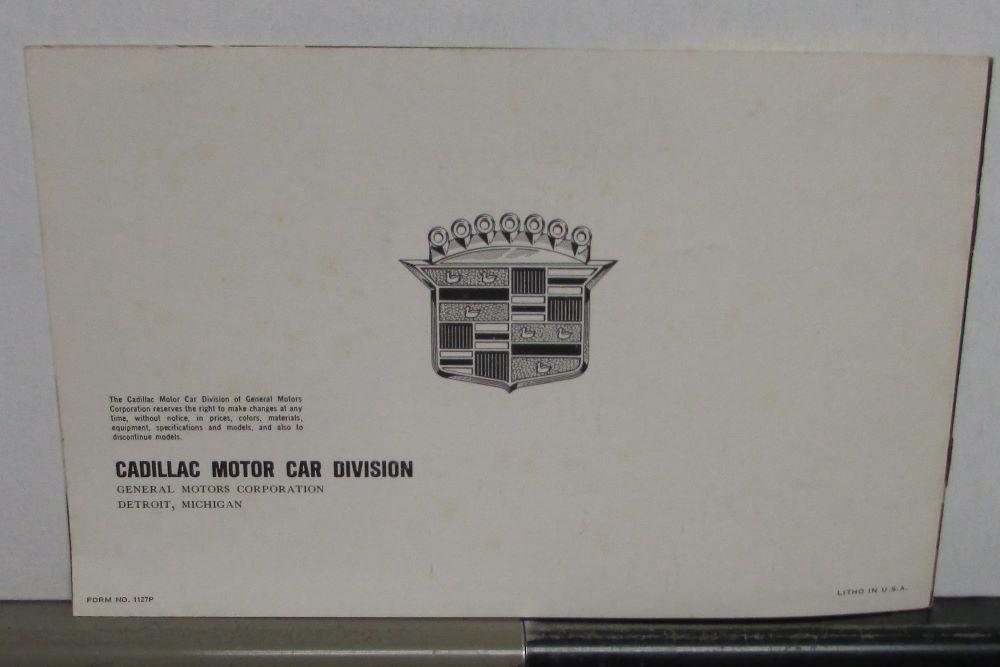 The Cadillac Motor Car Division of General Motors
Corporation reserves the right to make changes at any
time, without notice, in prices, colors, materials,
equipment, specifications and models, and also to
discontinue models.
CADILLAC MOTOR CAR DIVISION
GENERAL MOTORS CORPORATION
DETROIT, MICHIGAN
FORM NO. 1127P
LITHO IN U.S.A.